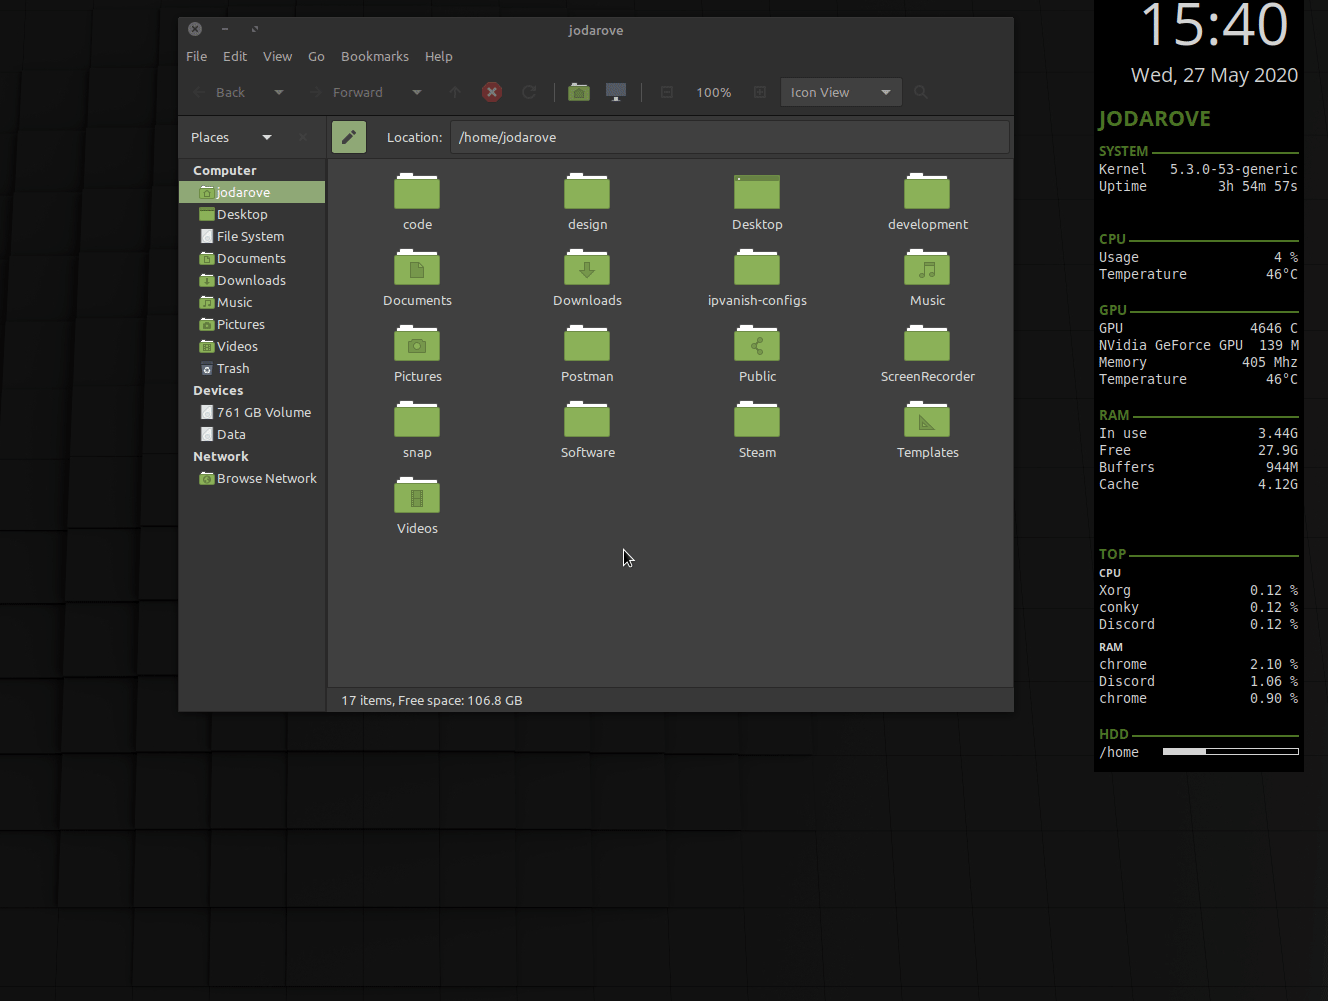 jodarove
File Edit View Go Bookmarks Help
Back Forward 100% Icon View
Places
Location: /home/jodarove
Computer
jodarove
Desktop
File System
Documents
Downloads
Music
Pictures
Videos
Trash
Devices
761 GB Volume
Data
Network
Browse Network
code design Desktop development
Documents Downloads ipvanish-configs Music
Pictures Postman Public ScreenRecorder
snap Software Steam Templates
Videos
17 items, Free space: 106.8 GB
15:40
Wed, 27 May 2020
JODAROVE
SYSTEM
Kernel 5.3.0-53-generic
Uptime 3h 54m 57s
CPU
Usage 4 %
Temperature 46°C
GPU
GPU 4646 C
NVidia GeForce GPU 139 M
Memory 405 Mhz
Temperature 46°C
RAM
In use 3.44G
Free 27.9G
Buffers 944M
Cache 4.12G
TOP
CPU
Xorg 0.12 %
conky 0.12 %
Discord 0.12 %
RAM
chrome 2.10 %
Discord 1.06 %
chrome 0.90 %
HDD
/home